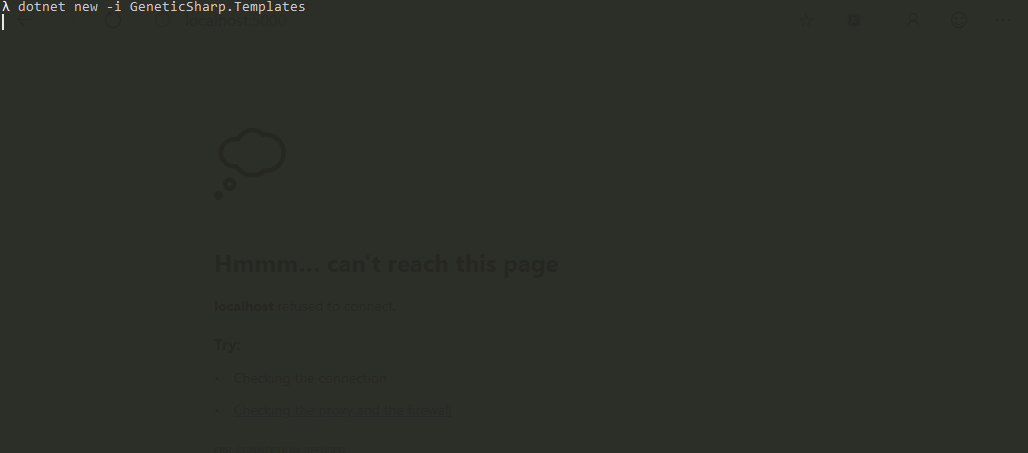 λ dotnet new -i GeneticSharp.Templates
localhost
Hmmm... can't reach this page
localhost refused to connect.
Try:
• Checking the connection
• Checking the proxy and the firewall